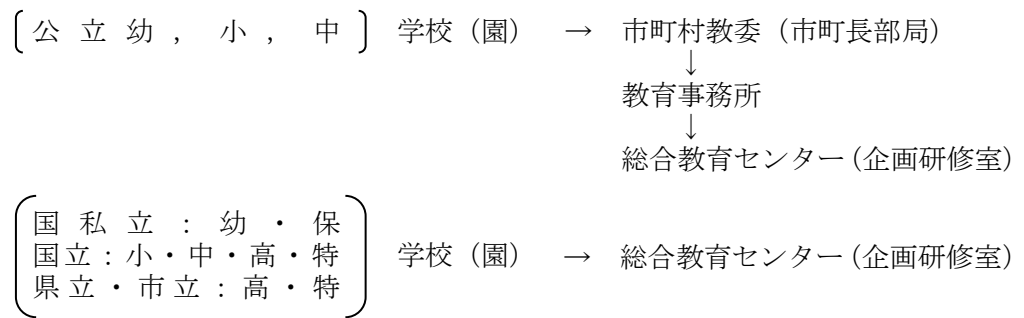 公立幼，小，中 学校（園） → 市町村教委（市町長部局）
↓
教育事務所
↓
総合教育センター（企画研修室）
国私立：幼・保
国立：小・中・高・特 学校（園） → 総合教育センター（企画研修室）
県立・市立：高・特